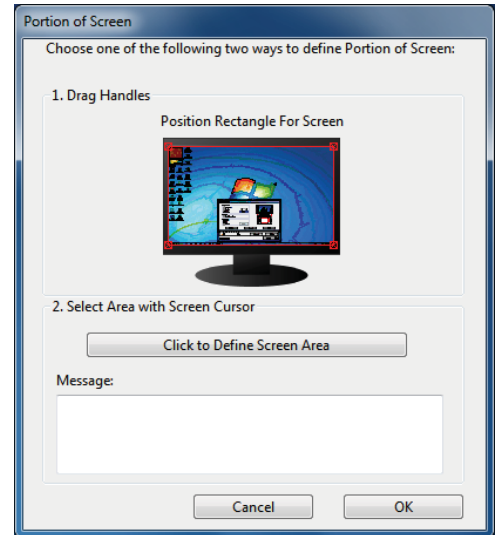 Portion of Screen
Choose one of the following two ways to define Portion of Screen:
1. Drag Handles
Position Rectangle For Screen
2. Select Area with Screen Cursor
Click to Define Screen Area
Message:
Cancel
OK